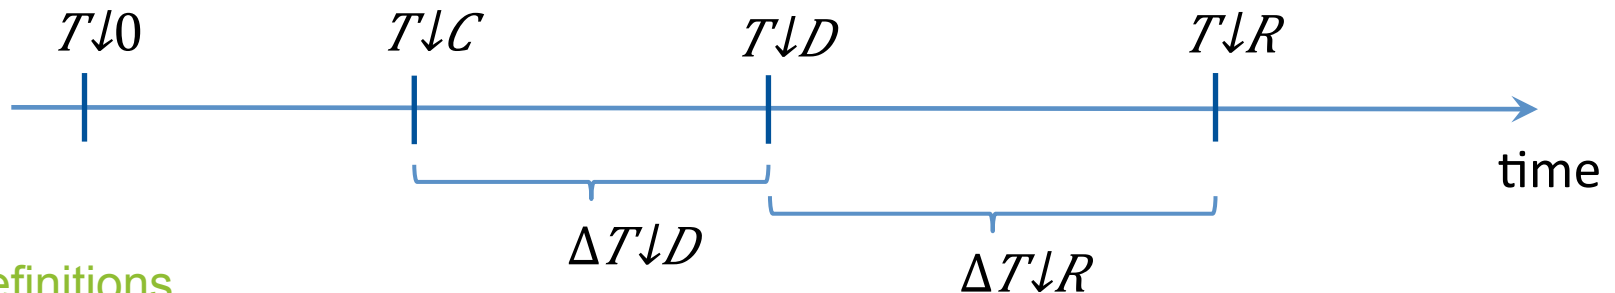 T↓0 T↓C T↓D T↓R
time
ΔT↓D ΔT↓R
efinitions